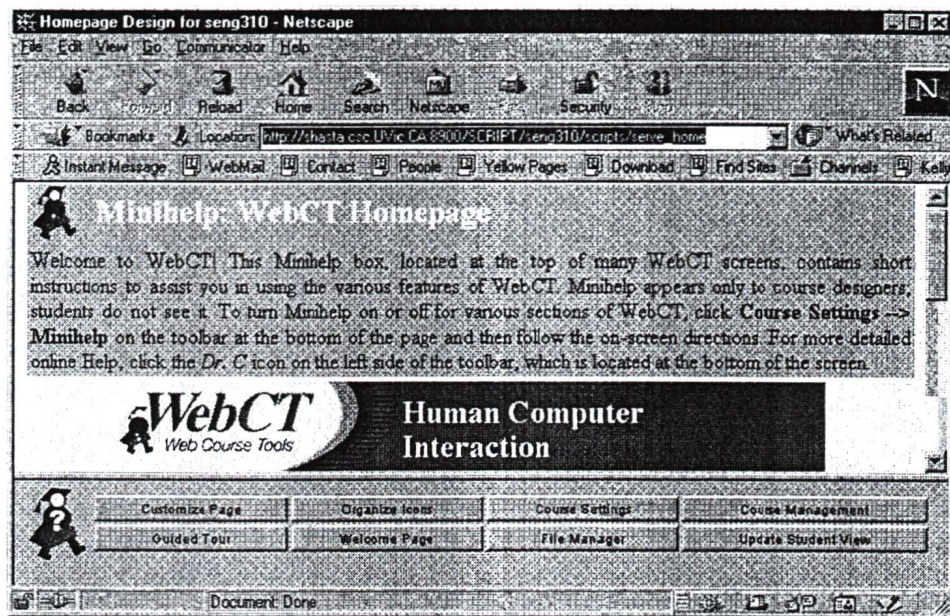 Homepage Design for seng310 - Netscape
File Edit View Go Communicator Help
Back Forward Reload Home Search Netscape Print Security Stop
Bookmarks Location: http://shasta.csc.UVic.CA:8900/SCRIPT/seng310/scripts/serve_home What's Related
Instant Message WebMail Contact People Yellow Pages Download Find Sites Channels
Minihelp: WebCT Homepage
Welcome to WebCT! This Minihelp box, located at the top of many WebCT screens, contains short
instructions to assist you in using the various features of WebCT. Minihelp appears only to course designers,
students do not see it. To turn Minihelp on or off for various sections of WebCT, click Course Settings -->
Minihelp on the toolbar at the bottom of the page and then follow the on-screen directions. For more detailed
online Help, click the Dr. C icon on the left side of the toolbar, which is located at the bottom of the screen.
WebCT
Web Course Tools
Human Computer
Interaction
Customize Page Organize Icons Course Settings Course Management
Guided Tour Welcome Page File Manager Update Student View
Document: Done